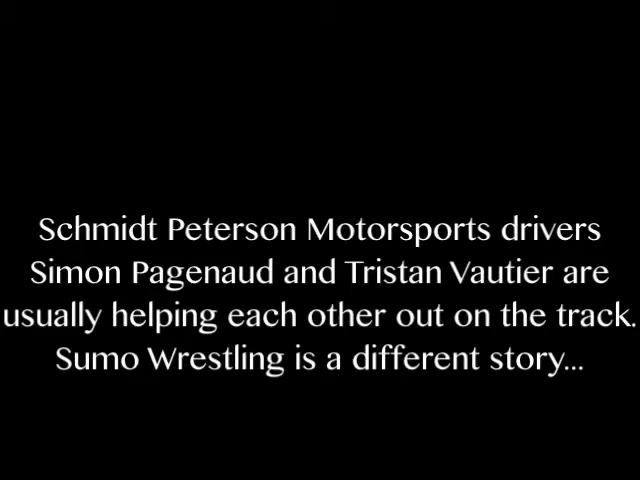 Schmidt Peterson Motorsports drivers
Simon Pagenaud and Tristan Vautier are
usually helping each other out on the track.
Sumo Wrestling is a different story...